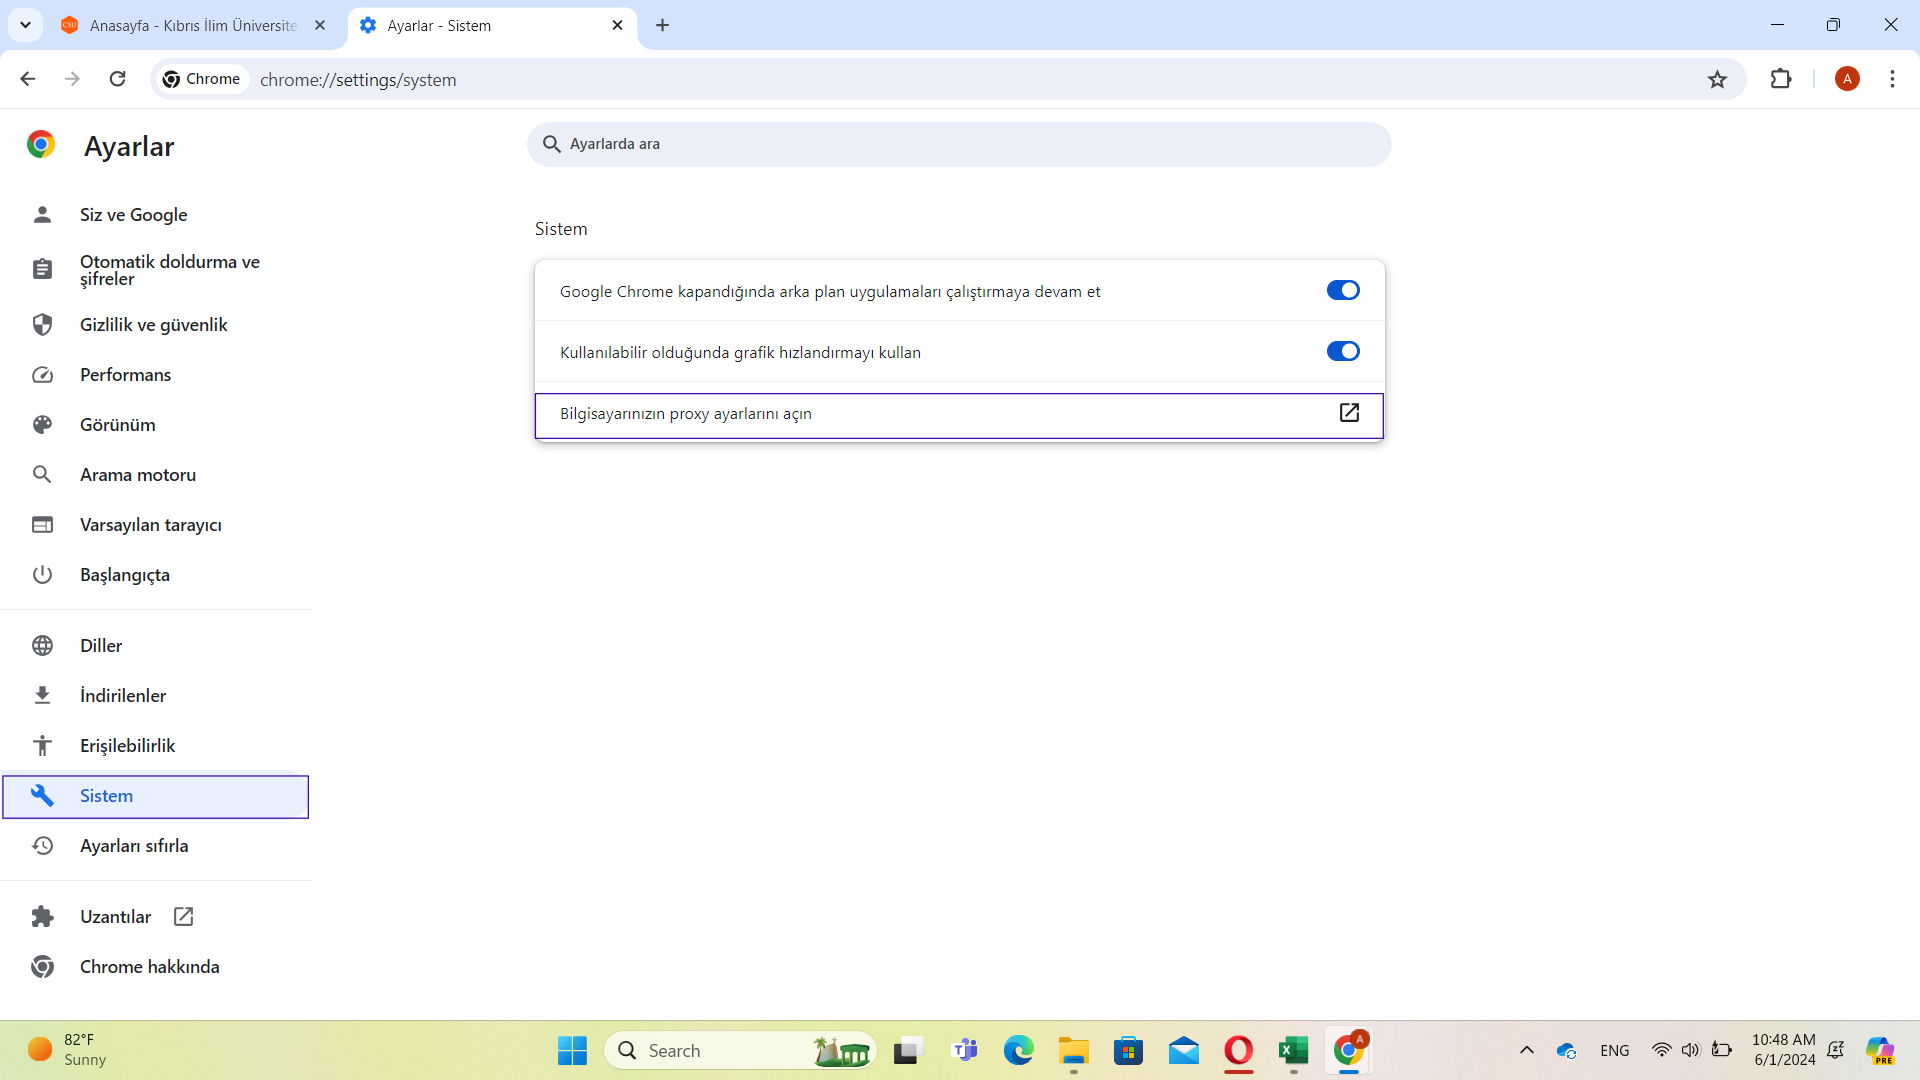 CSU
Anasayfa - Kıbrıs İlim Üniversite
Ayarlar - Sistem
Chrome
chrome://settings/system
A
Ayarlar
Ayarlarda ara
Siz ve Google
Otomatik doldurma ve
şifreler
Gizlilik ve güvenlik
Performans
Görünüm
Arama motoru
Varsayılan tarayıcı
Başlangıçta
Diller
İndirilenler
Erişilebilirlik
Sistem
Ayarları sıfırla
Uzantılar
Chrome hakkında
Sistem
Google Chrome kapandığında arka plan uygulamaları çalıştırmaya devam et
Kullanılabilir olduğunda grafik hızlandırmayı kullan
Bilgisayarınızın proxy ayarlarını açın
82°F
Sunny
Search
A
ENG
10:48 AM
6/1/2024
PRE